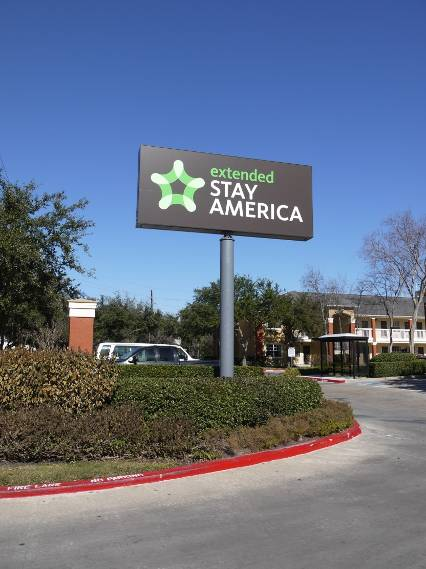 extended
STAY
AMERICA
FIRE LANE
NO PARKING